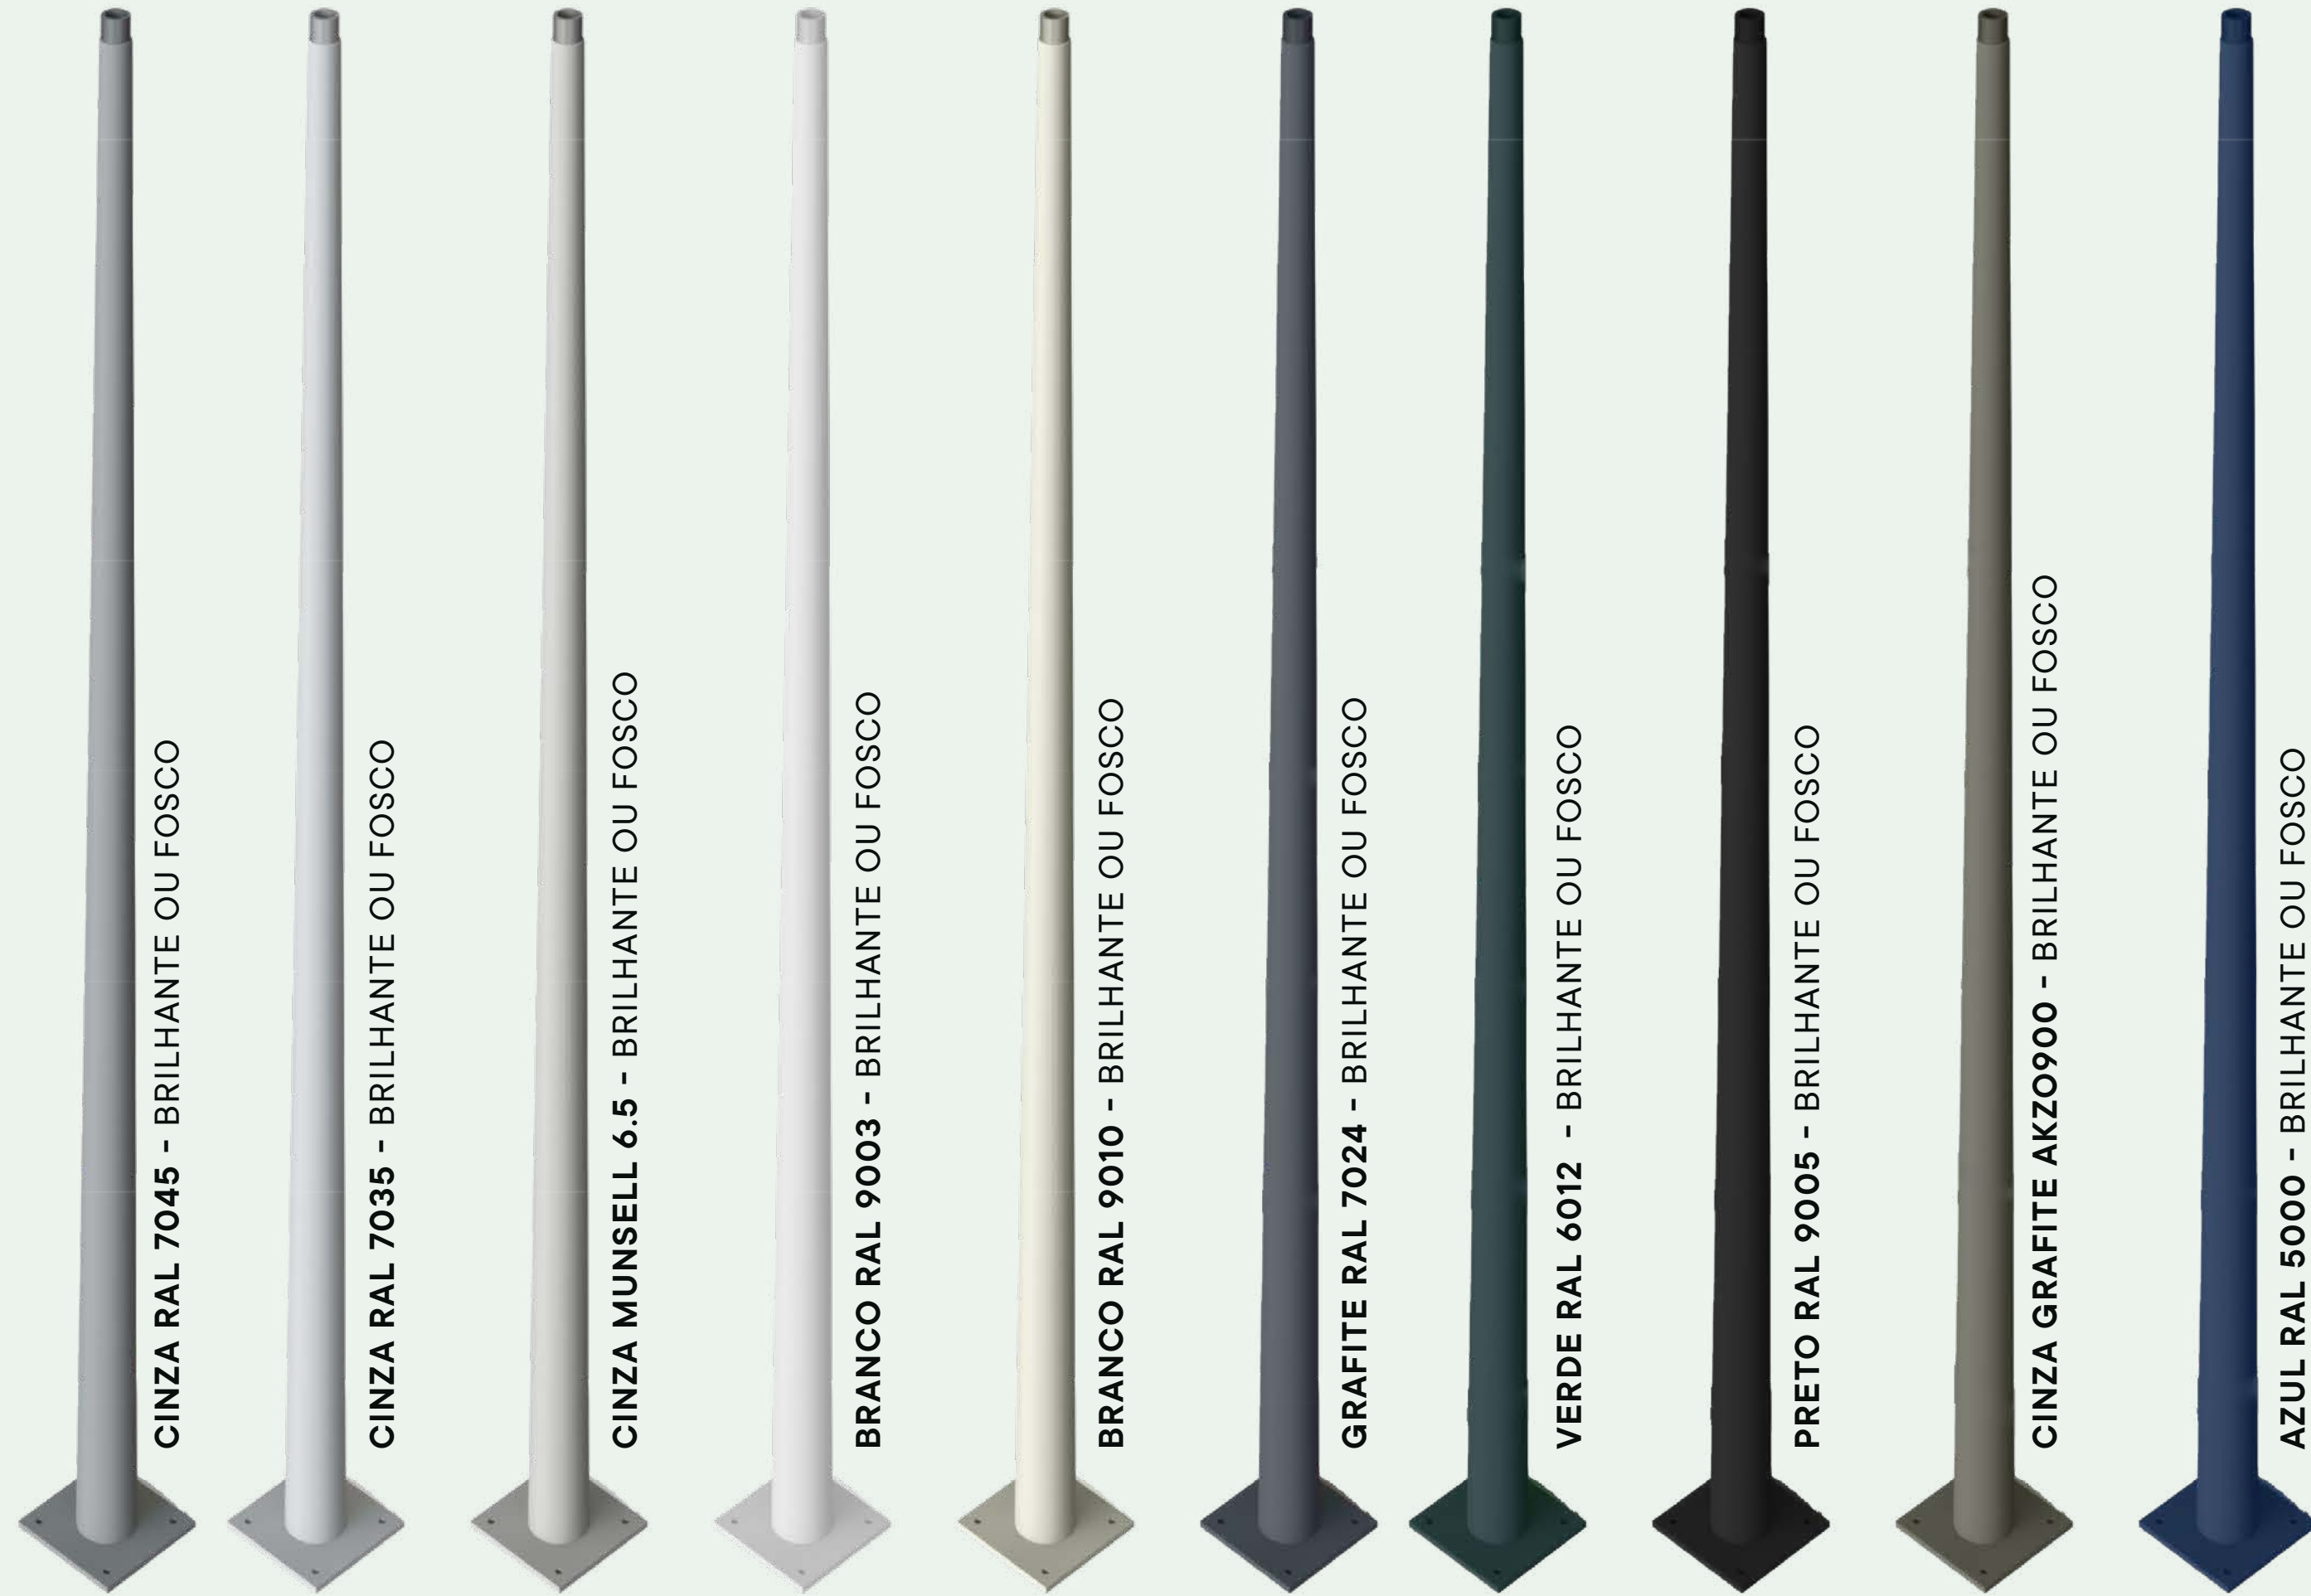 CINZA RAL 7045 - BRILHANTE OU FOSCO
CINZA RAL 7035 - BRILHANTE OU FOSCO
CINZA MUNSELL 6.5 - BRILHANTE OU FOSCO
BRANCO RAL 9003 - BRILHANTE OU FOSCO
BRANCO RAL 9010 - BRILHANTE OU FOSCO
GRAFITE RAL 7024 - BRILHANTE OU FOSCO
VERDE RAL 6012 - BRILHANTE OU FOSCO
PRETO RAL 9005 - BRILHANTE OU FOSCO
CINZA GRAFITE AKZO900 - BRILHANTE OU FOSCO
AZUL RAL 5000 - BRILHANTE OU FOSCO